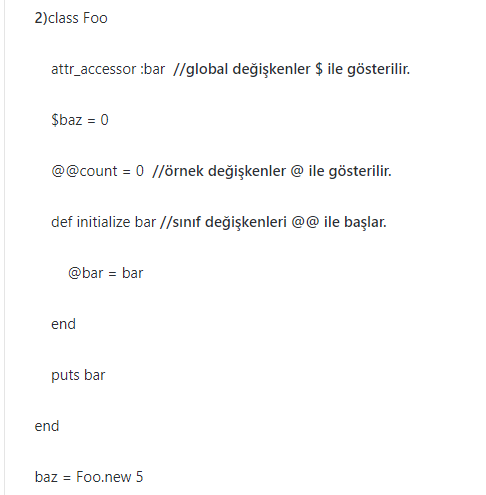 2)class Foo
attr_accessor :bar //global değişkenler $ ile gösterilir.
$baz = 0
@@count = 0 //örnek değişkenler @ ile gösterilir.
def initialize bar //sınıf değişkenleri @@ ile başlar.
@bar = bar
end
puts bar
end
baz = Foo.new 5